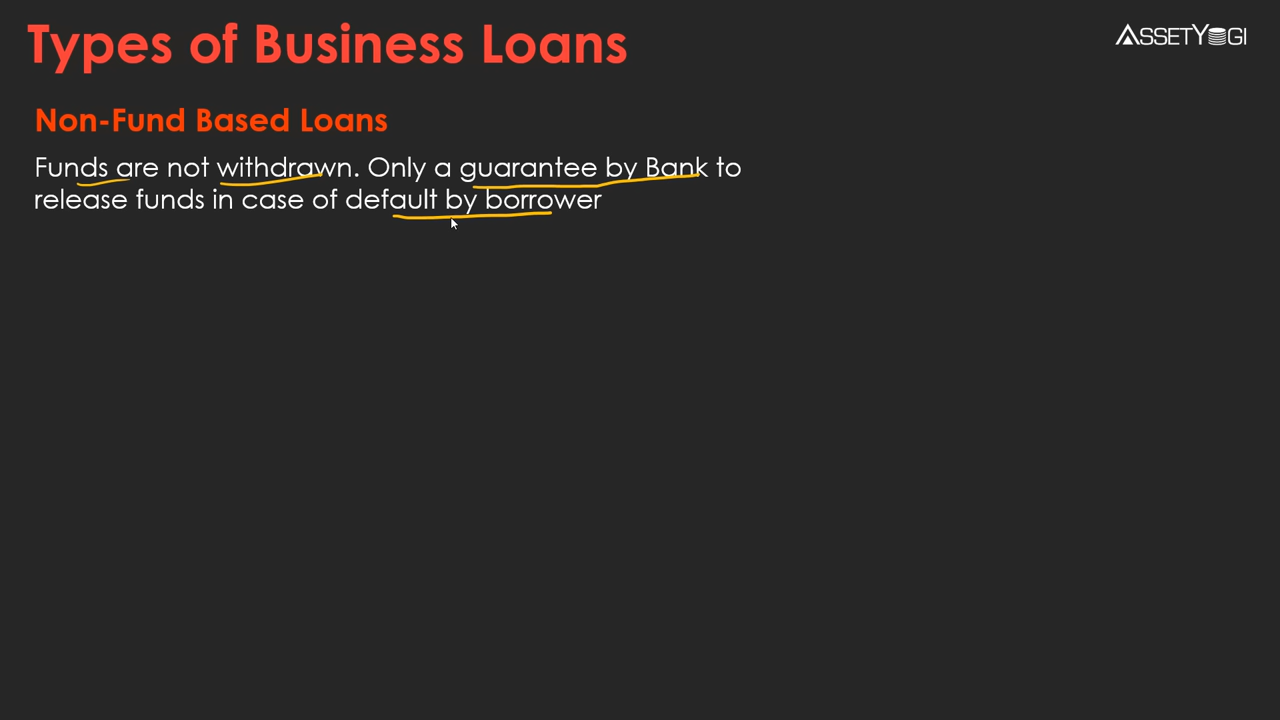 Types of Business Loans
ASSETYOGI
Non-Fund Based Loans
Funds are not withdrawn. Only a guarantee by Bank to
release funds in case of default by borrower